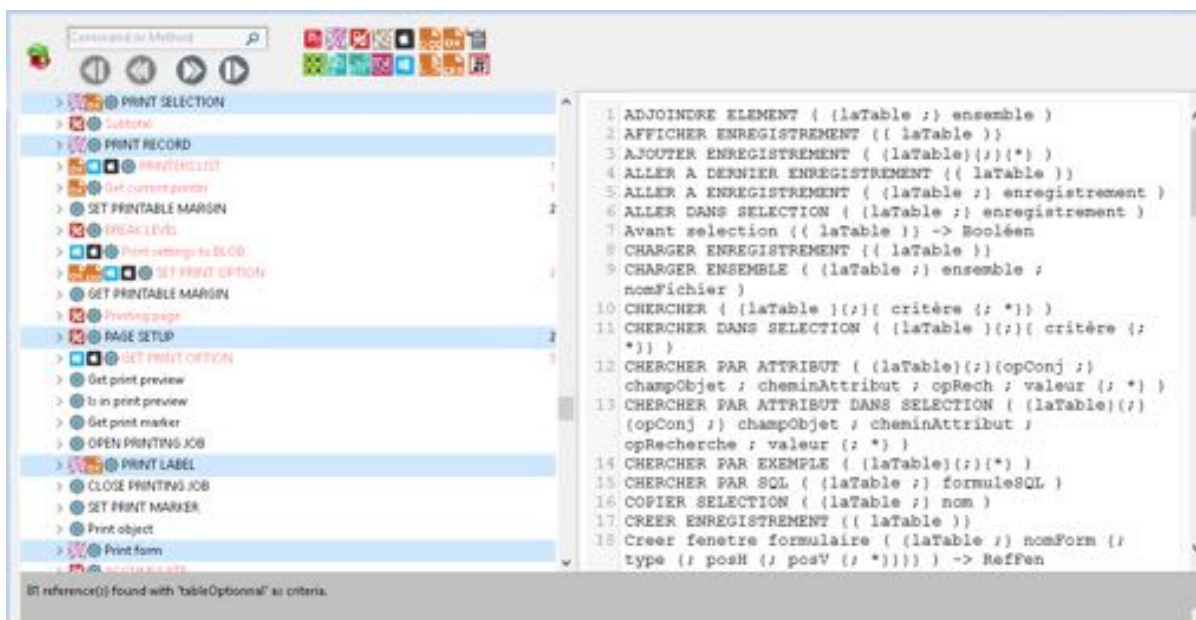 Command or Method
PRINT SELECTION
Subtotal
PRINT RECORD
PRINTERS LIST 1
Get current printer 1
SET PRINTABLE MARGIN 2
BREAK LEVEL
Print settings to BLOB
SET PRINT OPTION
GET PRINTABLE MARGIN
Printing page
PAGE SETUP 2
GET PRINT OPTION
Get print preview
Is in print preview
Get print marker
OPEN PRINTING JOB
PRINT LABEL
CLOSE PRINTING JOB
SET PRINT MARKER
Print object
Print form
ACCUMULATE
1 ADJOINDRE ELEMENT ( {laTable ;} ensemble )
2 AFFICHER ENREGISTREMENT {( laTable )}
3 AJOUTER ENREGISTREMENT ( {laTable}{;}{*} )
4 ALLER A DERNIER ENREGISTREMENT {( laTable )}
5 ALLER A ENREGISTREMENT ( {laTable ;} enregistrement )
6 ALLER DANS SELECTION ( {laTable ;} enregistrement )
7 Avant selection {( laTable )} -> Booléen
8 CHARGER ENREGISTREMENT {( laTable )}
9 CHARGER ENSEMBLE ( {laTable ;} ensemble ;
nomFichier )
10 CHERCHER ( {laTable }{;}{ critère {; *}} )
11 CHERCHER DANS SELECTION ( {laTable }{;}{ critère {;
*}} )
12 CHERCHER PAR ATTRIBUT ( {laTable}{;}{opConj ;}
champObjet ; cheminAttribut ; opRech ; valeur {; *} )
13 CHERCHER PAR ATTRIBUT DANS SELECTION ( {laTable}{;}
{opConj ;} champObjet ; cheminAttribut ;
opRecherche ; valeur {; *} )
14 CHERCHER PAR EXEMPLE ( {laTable}{;}{*} )
15 CHERCHER PAR SQL ( {laTable ;} formuleSQL )
16 COPIER SELECTION ( {laTable ;} nom )
17 CREER ENREGISTREMENT {( laTable )}
18 Creer fenetre formulaire ( {laTable ;} nomForm {;
type {; posH {; posV {; *}}}} ) -> RefFen
81 reference(s) found with "tableOptionnal" as criteria.